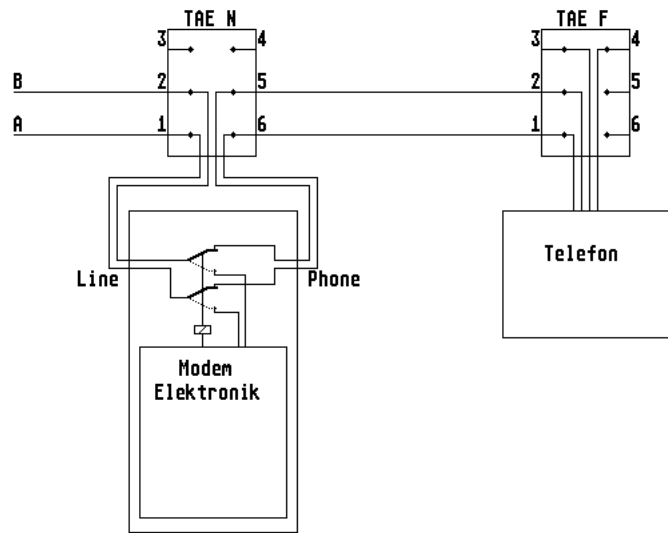 TAE N
TAE F
3 4
3 4
B 2 5
2 5
A 1 6
1 6
Line
Phone
Telefon
Modem
Elektronik